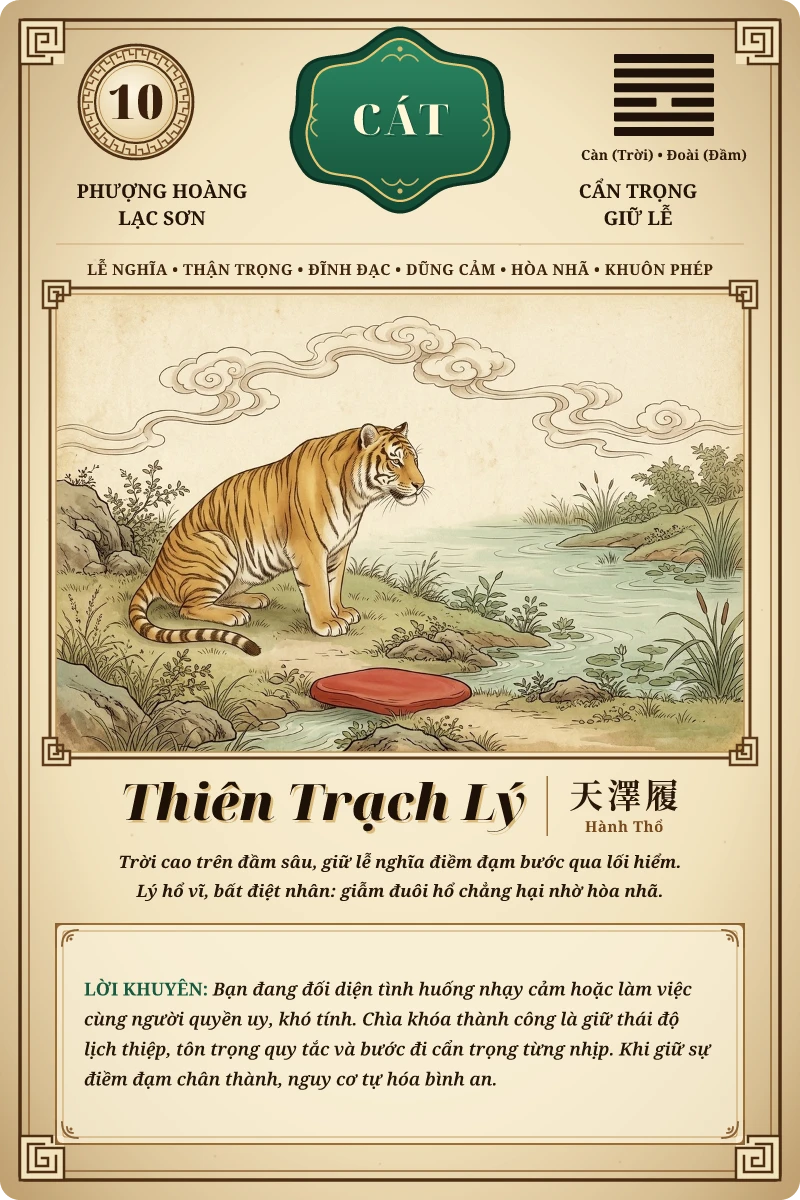 10
CÁT
Càn (Trời) • Đoài (Đầm)
PHƯỢNG HOÀNG
LẠC SƠN
CẨN TRỌNG
GIỮ LỄ
LỄ NGHĨA • THẬN TRỌNG • ĐĨNH ĐẠC • DŨNG CẢM • HÒA NHÃ • KHUÔN PHÉP
Thiên Trạch Lý
天澤履
Hành Thổ
Trời cao trên đầm sâu, giữ lễ nghĩa điềm đạm bước qua lối hiểm.
Lý hổ vĩ, bất điệt nhân: giẫm đuôi hổ chẳng hại nhờ hòa nhã.
LỜI KHUYÊN: Bạn đang đối diện tình huống nhạy cảm hoặc làm việc
cùng người quyền uy, khó tính. Chìa khóa thành công là giữ thái độ
lịch thiệp, tôn trọng quy tắc và bước đi cẩn trọng từng nhịp. Khi giữ sự
điềm đạm chân thành, nguy cơ tự hóa bình an.